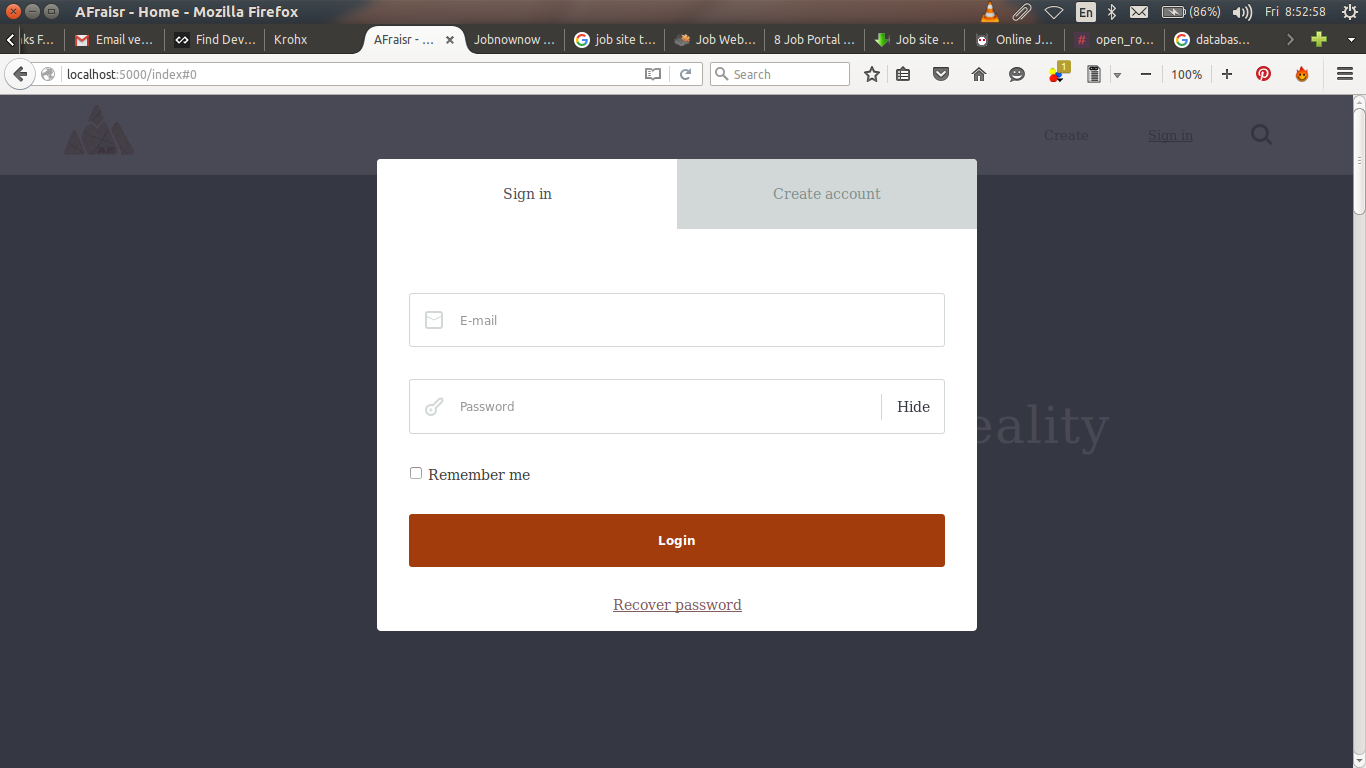 AFraisr - Home - Mozilla Firefox
En
(86%)
Fri 8:52:58
ks F...
Email ve...
Find Dev...
Krohx
AFraisr - ...
Jobnownow ...
job site t...
Job Web...
8 Job Portal ...
Job site ...
Online J...
# open_ro...
databas...
localhost:5000/index#0
Search
1
100%
Create
Sign in
Sign in
Create account
E-mail
eality
Password
Hide
Remember me
Login
Recover password